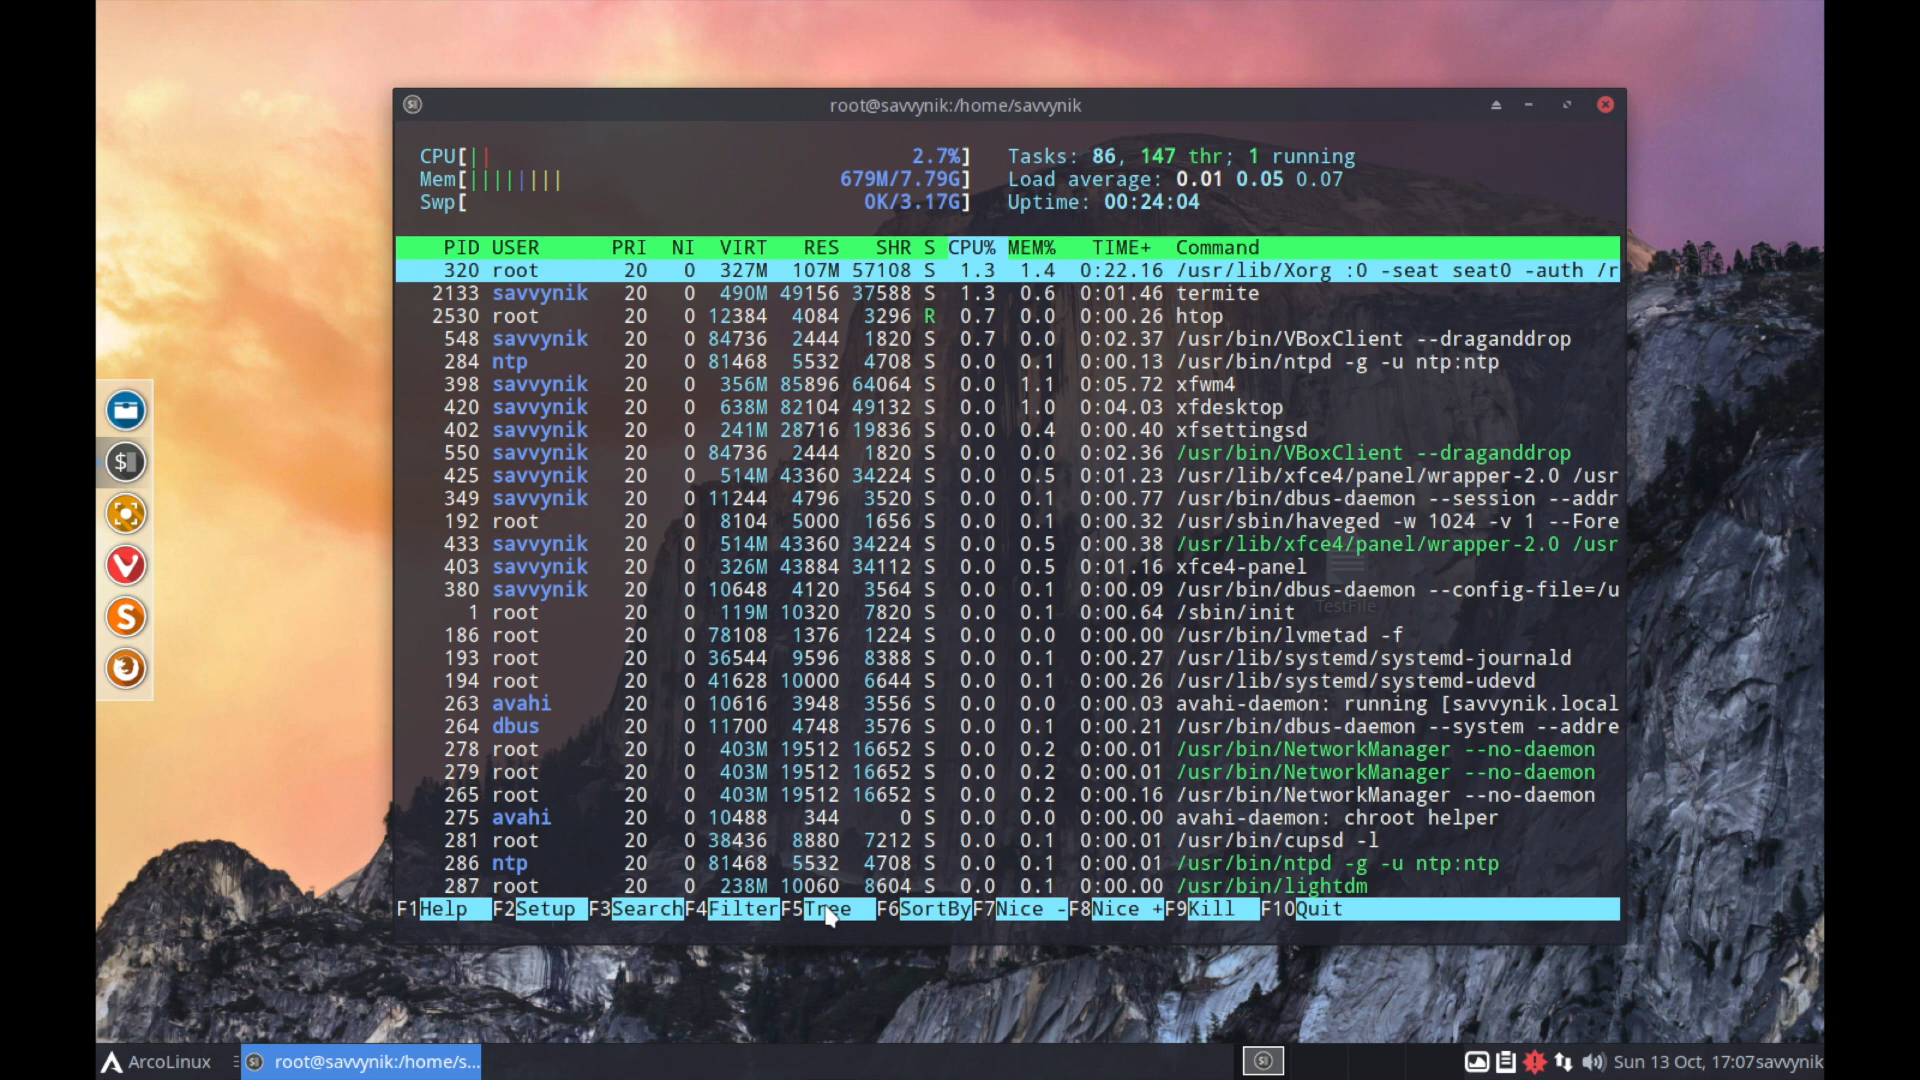 root@savvynik:/home/savvynik
CPU[|| 2.7%] Tasks: 86, 147 thr; 1 running
Mem[|||||||| 679M/7.79G] Load average: 0.01 0.05 0.07
Swp[ 0K/3.17G] Uptime: 00:24:04
PID USER PRI NI VIRT RES SHR S CPU% MEM% TIME+ Command
320 root 20 0 327M 107M 57108 S 1.3 1.4 0:22.16 /usr/lib/Xorg :0 -seat seat0 -auth /r
2133 savvynik 20 0 490M 49156 37588 S 1.3 0.6 0:01.46 termite
2530 root 20 0 12384 4084 3296 R 0.7 0.0 0:00.26 htop
548 savvynik 20 0 84736 2444 1820 S 0.7 0.0 0:02.37 /usr/bin/VBoxClient --draganddrop
284 ntp 20 0 81468 5532 4708 S 0.0 0.1 0:00.13 /usr/bin/ntpd -g -u ntp:ntp
398 savvynik 20 0 356M 85896 64064 S 0.0 1.1 0:05.72 xfwm4
420 savvynik 20 0 638M 82104 49132 S 0.0 1.0 0:04.03 xfdesktop
402 savvynik 20 0 241M 28716 19836 S 0.0 0.4 0:00.40 xfsettingsd
550 savvynik 20 0 84736 2444 1820 S 0.0 0.0 0:02.36 /usr/bin/VBoxClient --draganddrop
425 savvynik 20 0 514M 43360 34224 S 0.0 0.5 0:01.23 /usr/lib/xfce4/panel/wrapper-2.0 /usr
349 savvynik 20 0 11244 4796 3520 S 0.0 0.1 0:00.77 /usr/bin/dbus-daemon --session --addr
192 root 20 0 8104 5000 1656 S 0.0 0.1 0:00.32 /usr/sbin/haveged -w 1024 -v 1 --Fore
433 savvynik 20 0 514M 43360 34224 S 0.0 0.5 0:00.38 /usr/lib/xfce4/panel/wrapper-2.0 /usr
403 savvynik 20 0 326M 43884 34112 S 0.0 0.5 0:01.16 xfce4-panel
380 savvynik 20 0 10648 4120 3564 S 0.0 0.1 0:00.09 /usr/bin/dbus-daemon --config-file=/u
1 root 20 0 119M 10320 7820 S 0.0 0.1 0:00.64 /sbin/init
TestFile
186 root 20 0 78108 1376 1224 S 0.0 0.0 0:00.00 /usr/bin/lvmetad -f
193 root 20 0 36544 9596 8388 S 0.0 0.1 0:00.27 /usr/lib/systemd/systemd-journald
194 root 20 0 41628 10000 6644 S 0.0 0.1 0:00.26 /usr/lib/systemd/systemd-udevd
263 avahi 20 0 10616 3948 3556 S 0.0 0.0 0:00.03 avahi-daemon: running [savvynik.local
264 dbus 20 0 11700 4748 3576 S 0.0 0.1 0:00.21 /usr/bin/dbus-daemon --system --addre
278 root 20 0 403M 19512 16652 S 0.0 0.2 0:00.01 /usr/bin/NetworkManager --no-daemon
279 root 20 0 403M 19512 16652 S 0.0 0.2 0:00.01 /usr/bin/NetworkManager --no-daemon
265 root 20 0 403M 19512 16652 S 0.0 0.2 0:00.16 /usr/bin/NetworkManager --no-daemon
275 avahi 20 0 10488 344 0 S 0.0 0.0 0:00.00 avahi-daemon: chroot helper
281 root 20 0 38436 8880 7212 S 0.0 0.1 0:00.01 /usr/bin/cupsd -l
286 ntp 20 0 81468 5532 4708 S 0.0 0.1 0:00.01 /usr/bin/ntpd -g -u ntp:ntp
287 root 20 0 238M 10060 8604 S 0.0 0.1 0:00.00 /usr/bin/lightdm
F1Help F2Setup F3SearchF4FilterF5Tree F6SortByF7Nice -F8Nice +F9Kill F10Quit
ArcoLinux root@savvynik:/home/s... Sun 13 Oct, 17:07savvynik